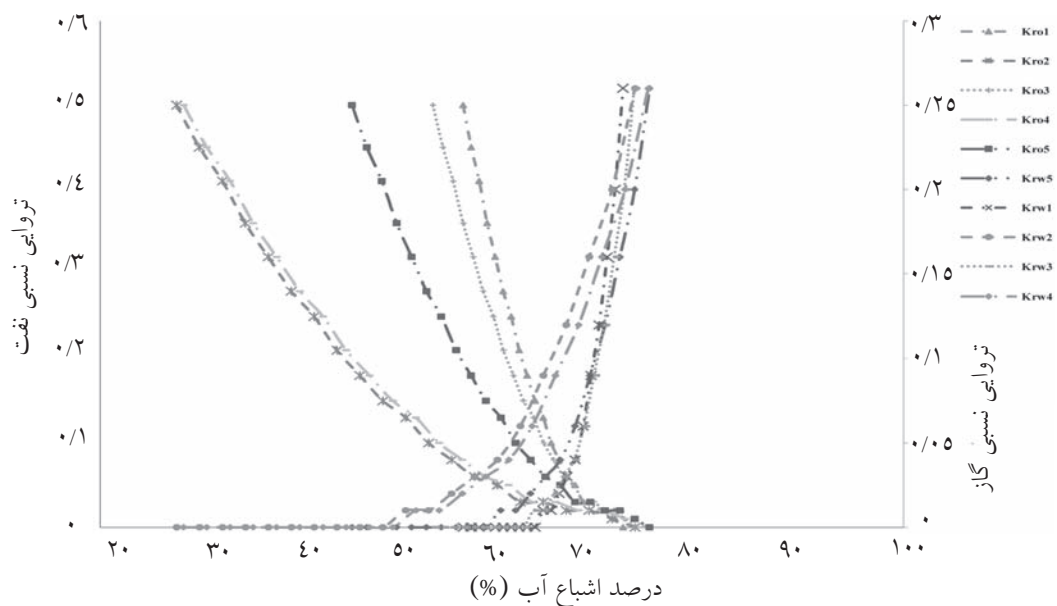 ۰/۶
۰/۵
۰/۴
۰/۳
۰/۲
۰/۱
۰
تروایی نسبی نفت
۰/۳
۰/۲۵
۰/۲
۰/۱۵
۰/۱
۰/۰۵
۰
تروایی نسبی گاز
Kro1
Kro2
Kro3
Kro4
Kro5
Krw5
Krw1
Krw2
Krw3
Krw4
۲۰ ۳۰ ۴۰ ۵۰ ۶۰ ۷۰ ۸۰ ۹۰ ۱۰۰
درصد اشباع آب (%)